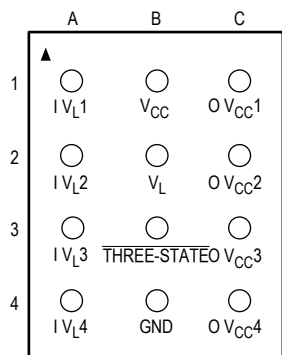 A B C
1
I VL1 VCC O VCC1
2
I VL2 VL O VCC2
3
I VL3 THREE-STATE O VCC3
4
I VL4 GND O VCC4